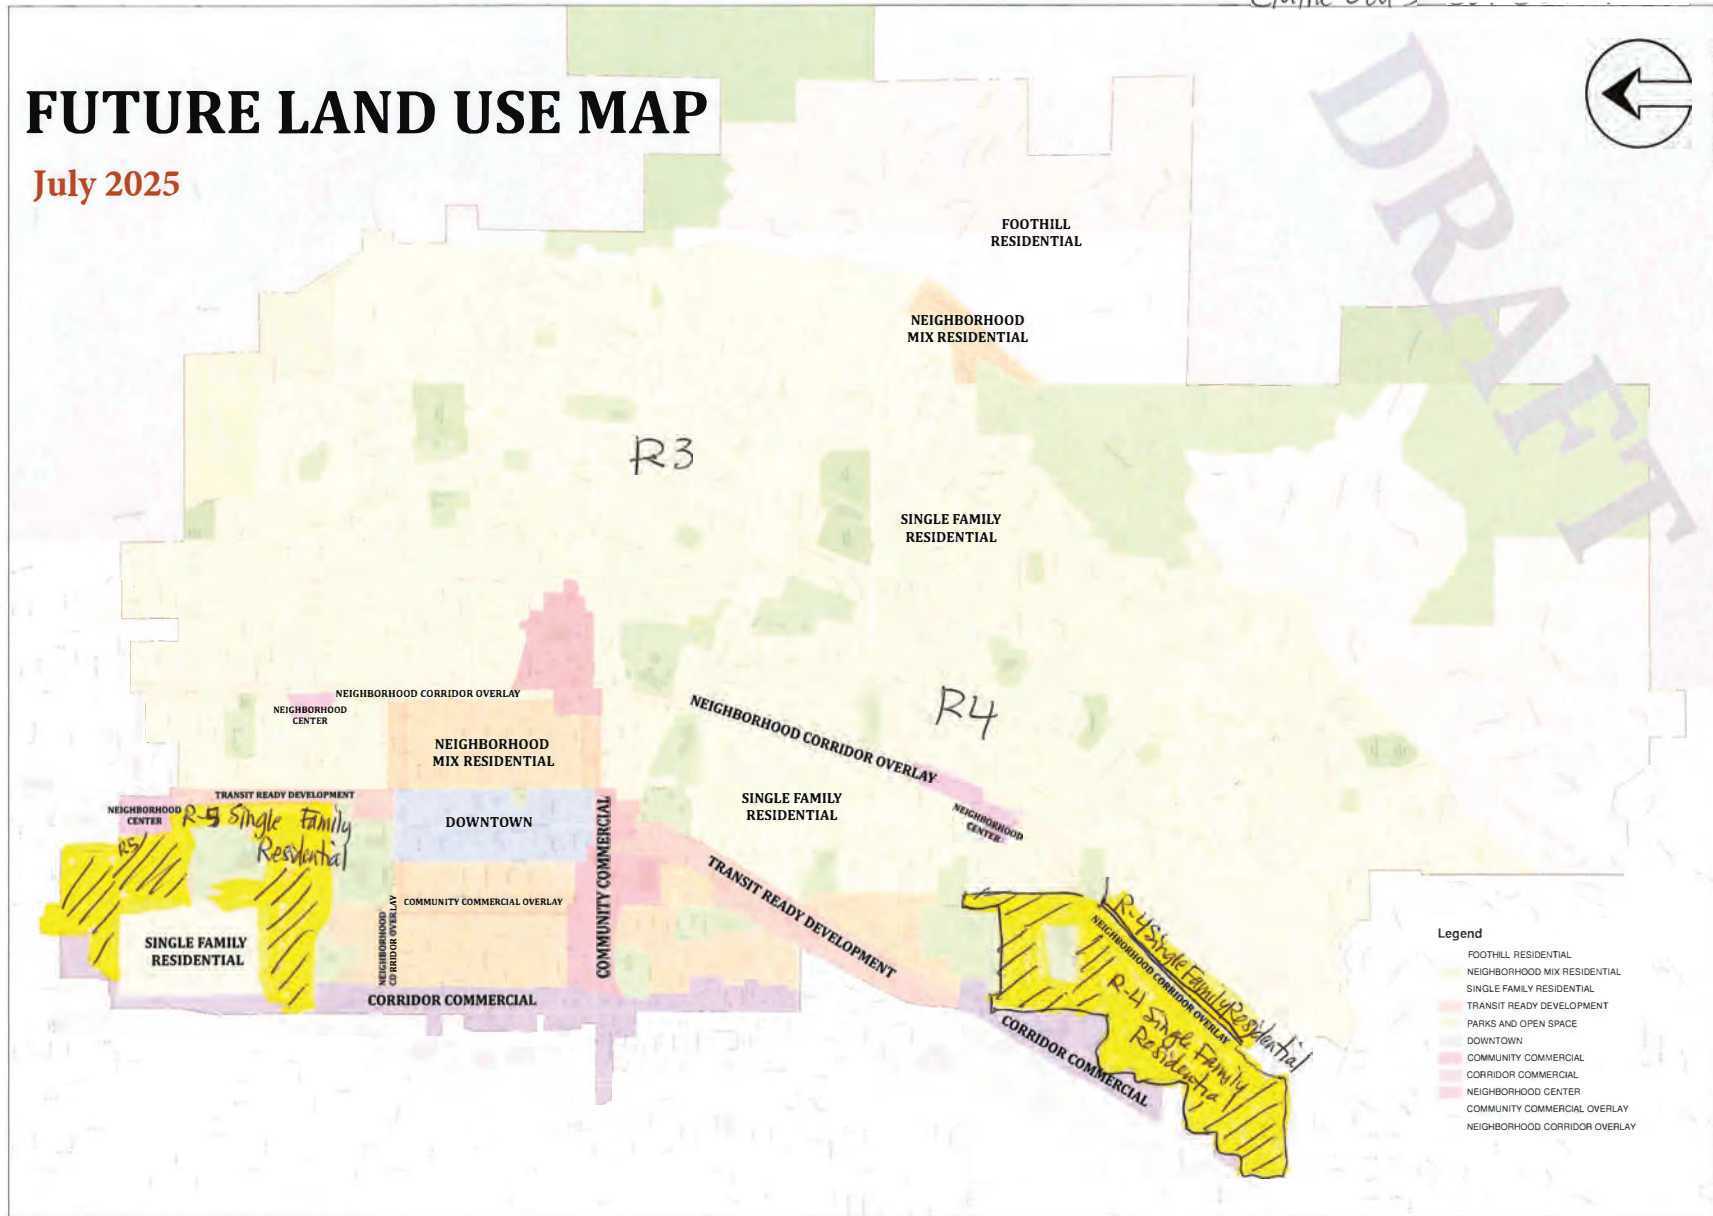 FUTURE LAND USE MAP
July 2025
DRAFT
FOOTHILL
RESIDENTIAL
NEIGHBORHOOD
MIX RESIDENTIAL
R3
SINGLE FAMILY
RESIDENTIAL
NEIGHBORHOOD CORRIDOR OVERLAY
NEIGHBORHOOD
CENTER
NEIGHBORHOOD
MIX RESIDENTIAL
NEIGHBORHOOD CORRIDOR OVERLAY
R4
TRANSIT READY DEVELOPMENT
NEIGHBORHOOD
CENTER
R-5 Single Family
Residential
R5
DOWNTOWN
COMMUNITY COMMERCIAL
SINGLE FAMILY
RESIDENTIAL
NEIGHBORHOOD
CENTER
TRANSIT READY DEVELOPMENT
COMMUNITY COMMERCIAL OVERLAY
NEIGHBORHOOD
CORRIDOR OVERLAY
SINGLE FAMILY
RESIDENTIAL
CORRIDOR COMMERCIAL
R-4 Single Family Residential
NEIGHBORHOOD CORRIDOR OVERLAY
R-4 Single Family
Residentia
CORRIDOR COMMERCIAL
Legend
FOOTHILL RESIDENTIAL
NEIGHBORHOOD MIX RESIDENTIAL
SINGLE FAMILY RESIDENTIAL
TRANSIT READY DEVELOPMENT
PARKS AND OPEN SPACE
DOWNTOWN
COMMUNITY COMMERCIAL
CORRIDOR COMMERCIAL
NEIGHBORHOOD CENTER
COMMUNITY COMMERCIAL OVERLAY
NEIGHBORHOOD CORRIDOR OVERLAY